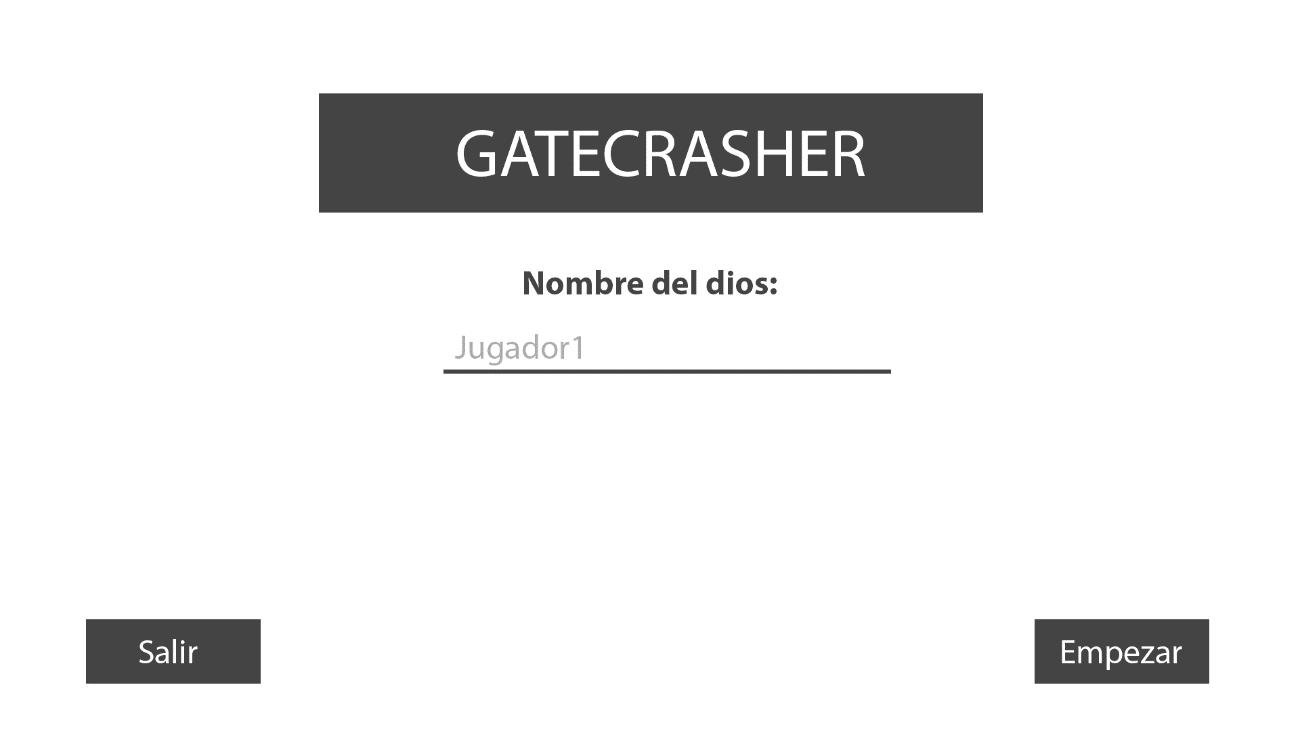 GATECRASHER
Nombre del dios:
Jugador1
Salir
Empezar